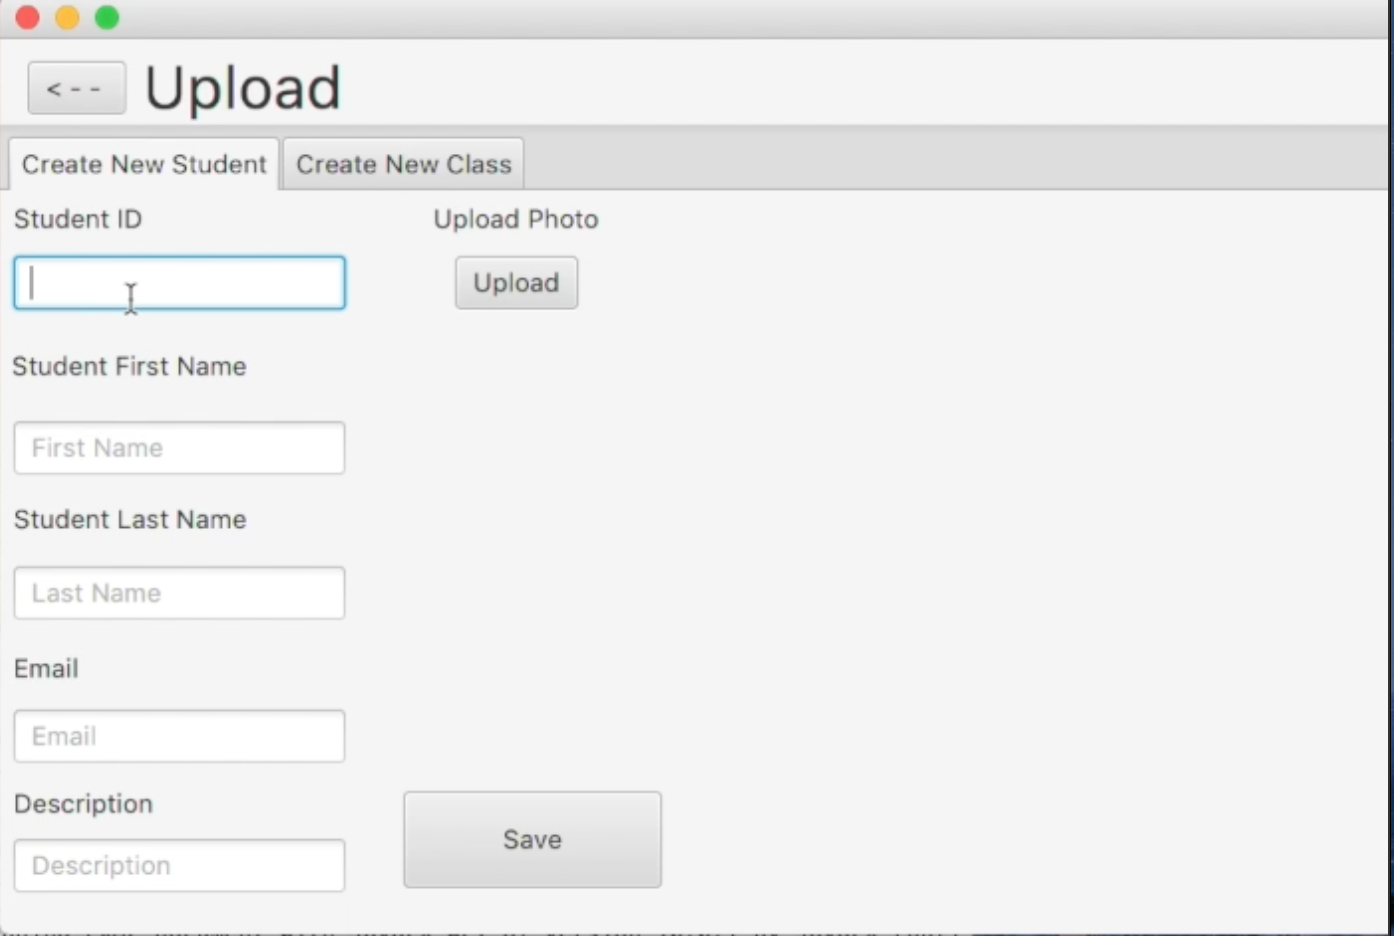 <-- Upload
Create New Student Create New Class
Student ID Upload Photo
Upload
Student First Name
First Name
Student Last Name
Last Name
Email
Email
Description
Save
Description